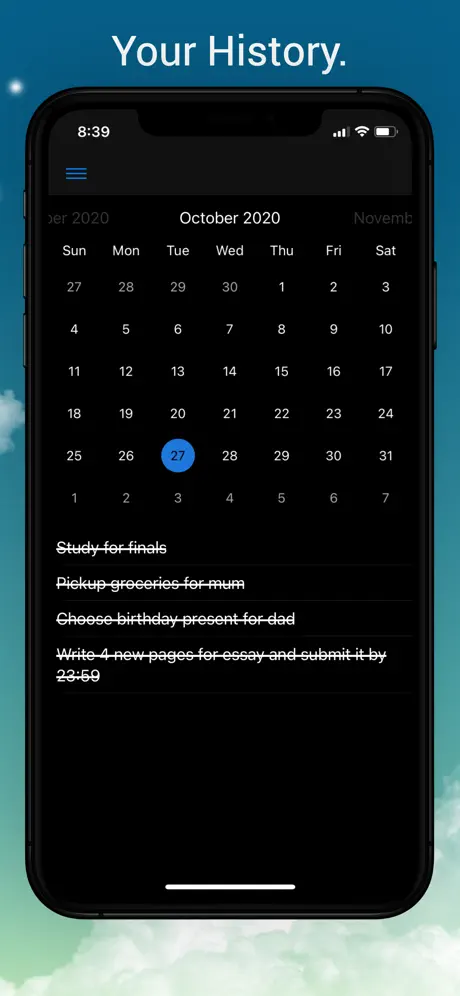 Your History.
8:39
ber 2020 October 2020 Novemb
Sun Mon Tue Wed Thu Fri Sat
27 28 29 30 1 2 3
4 5 6 7 8 9 10
11 12 13 14 15 16 17
18 19 20 21 22 23 24
25 26 27 28 29 30 31
1 2 3 4 5 6 7
Study for finals
Pickup groceries for mum
Choose birthday present for dad
Write 4 new pages for essay and submit it by
23:59